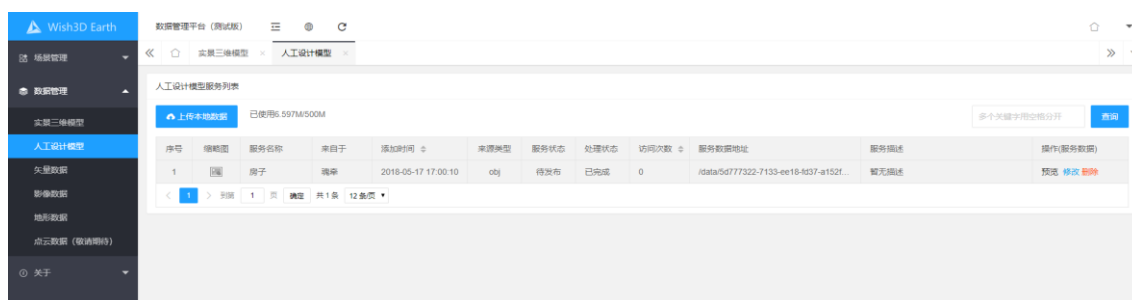 Wish3D Earth
数据管理平台 (测试版)
场景管理
实景三维模型
人工设计模型
数据管理
人工设计模型服务列表
实景三维模型
上传本地数据
已使用6.597M/500M
多个关键字用空格分开
查询
人工设计模型
序号 缩略图 服务名称 来自于 添加时间 来源类型 服务状态 处理状态 访问次数 服务数据地址 服务描述 操作(服务数据)
矢量数据
1 房子 2018-05-17 17:00:10 obj 待发布 已完成 0 /data/5d777322-7133-ee18-fd37-a152f... 暂无描述 预览 修改 删除
影像数据
< 1 > 到第 1 页 确定 共1条 12条/页
地形数据
点云数据 (敬请期待)
关于